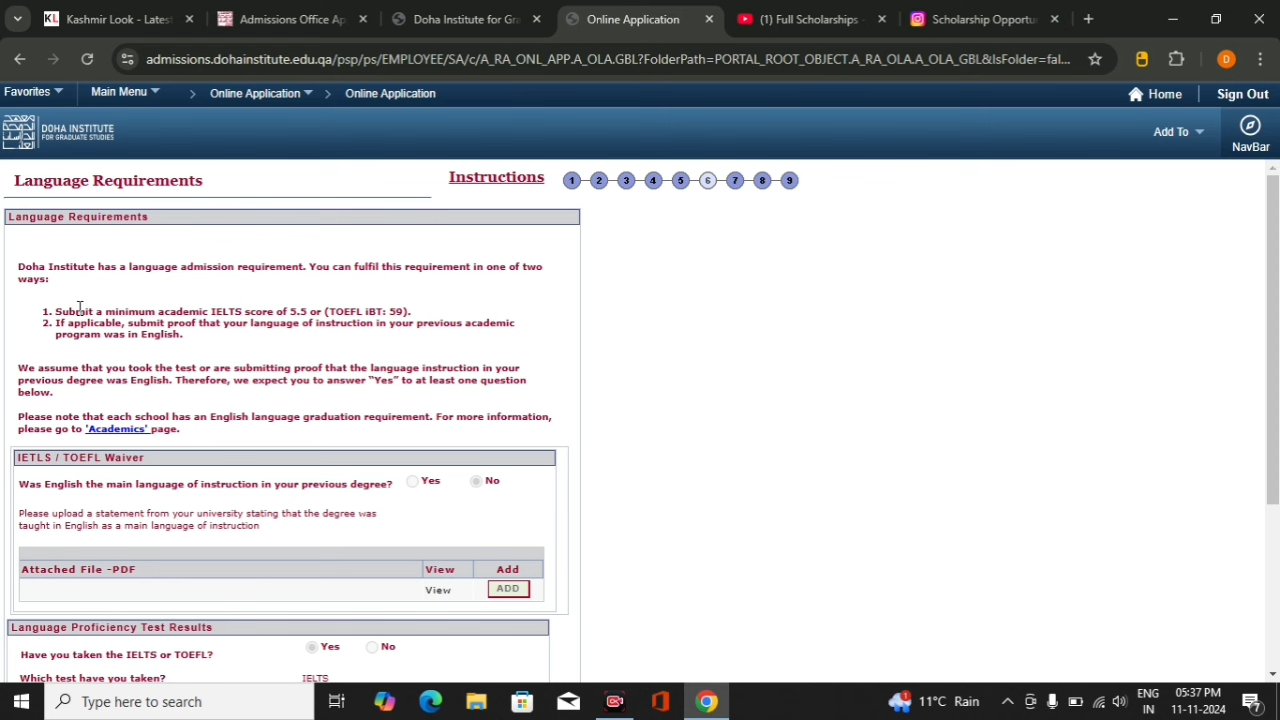 Kashmir Look - Latest
Admissions Office Ap
Doha Institute for Gra
Online Application
(1) Full Scholarships -
Scholarship Opportu
admissions.dohainstitute.edu.qa/psp/ps/EMPLOYEE/SA/c/A_RA_ONL_APP.A_OLA.GBL?FolderPath=PORTAL_ROOT_OBJECT.A_RA_OLA.A_OLA_GBL&IsFolder=fal...
D
Favorites
Main Menu
Online Application
Online Application
Home
Sign Out
DOHA INSTITUTE
FOR GRADUATE STUDIES
Add To
NavBar
Language Requirements
Instructions
1 2 3 4 5 6 7 8 9
Language Requirements
Doha Institute has a language admission requirement. You can fulfil this requirement in one of two
ways:
1. Submit a minimum academic IELTS score of 5.5 or (TOEFL iBT: 59).
2. If applicable, submit proof that your language of instruction in your previous academic
program was in English.
We assume that you took the test or are submitting proof that the language instruction in your
previous degree was English. Therefore, we expect you to answer “Yes” to at least one question
below.
Please note that each school has an English language graduation requirement. For more information,
please go to 'Academics' page.
IETLS / TOEFL Waiver
Was English the main language of instruction in your previous degree? Yes No
Please upload a statement from your university stating that the degree was
taught in English as a main language of instruction
Attached File -PDF View Add
View ADD
Language Proficiency Test Results
Have you taken the IELTS or TOEFL? Yes No
Which test have you taken? IELTS
Type here to search
1
11°C Rain
ENG
IN
05:37 PM
11-11-2024
7